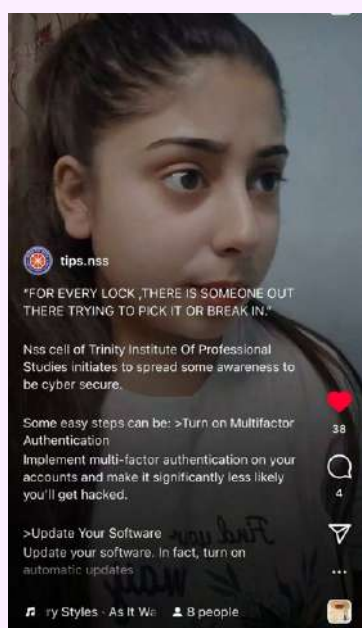 tips.nss
"FOR EVERY LOCK ,THERE IS SOMEONE OUT
THERE TRYING TO PICK IT OR BREAK IN."
Nss cell of Trinity Institute Of Professional
Studies initiates to spread some awareness to
be cyber secure.
Some easy steps can be: >Turn on Multifactor
Authentication
Implement multi-factor authentication on your
accounts and make it significantly less likely
you'll get hacked.
>Update Your Software
Update your software. In fact, turn on
automatic updates
38
4
...
ry Styles · As It Wa
8 people